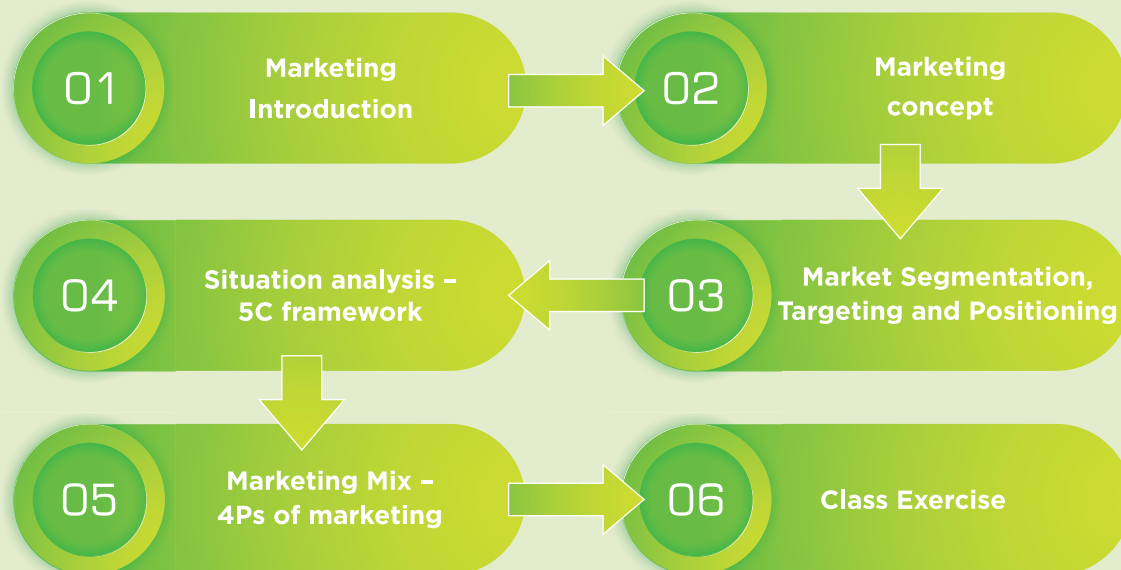 01
Marketing
Introduction
02
Marketing
concept
03
Market Segmentation,
Targeting and Positioning
04
Situation analysis –
5C framework
05
Marketing Mix –
4Ps of marketing
06
Class Exercise